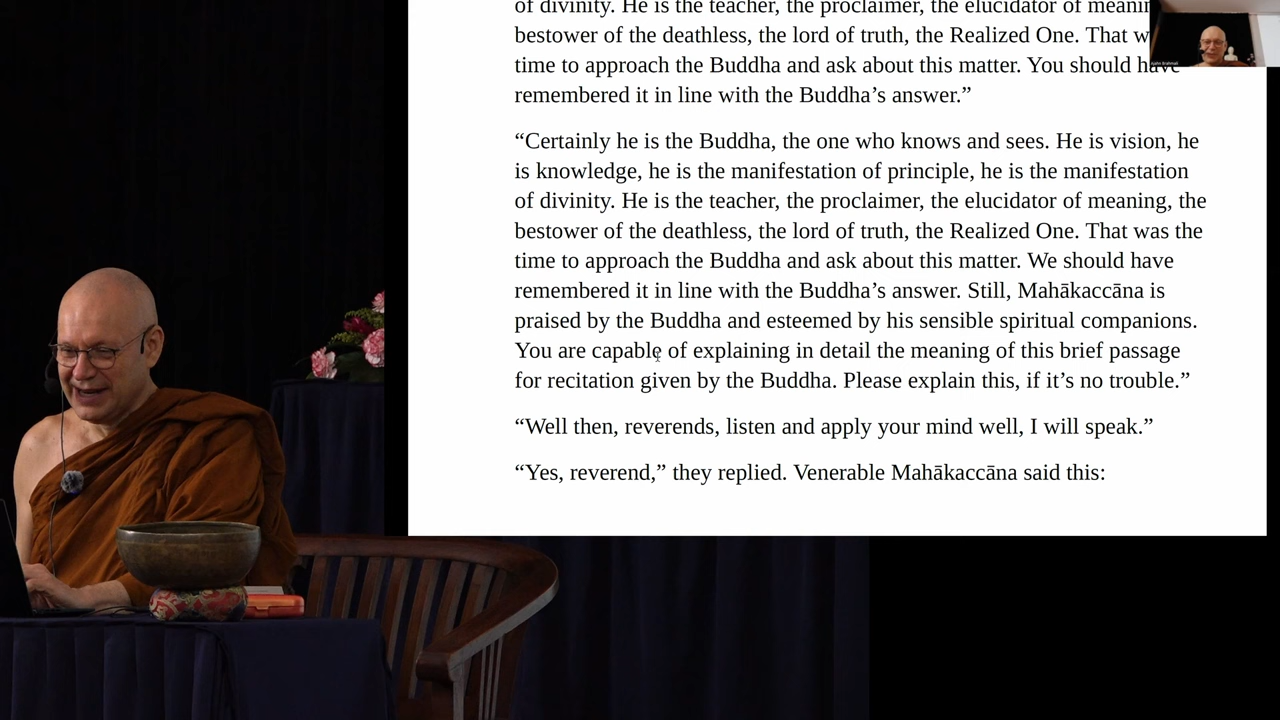 of divinity. He is the teacher, the proclaimer, the elucidator of
bestower of the deathless, the lord of truth, the Realized One. That
time to approach the Buddha and ask about this matter. You should have
remembered it in line with the Buddha’s answer.”
“Certainly he is the Buddha, the one who knows and sees. He is vision, he
is knowledge, he is the manifestation of principle, he is the manifestation
of divinity. He is the teacher, the proclaimer, the elucidator of meaning, the
bestower of the deathless, the lord of truth, the Realized One. That was the
time to approach the Buddha and ask about this matter. We should have
remembered it in line with the Buddha’s answer. Still, Mahākaccāna is
praised by the Buddha and esteemed by his sensible spiritual companions.
You are capable of explaining in detail the meaning of this brief passage
for recitation given by the Buddha. Please explain this, if it’s no trouble.”
“Well then, reverends, listen and apply your mind well, I will speak.”
“Yes, reverend,” they replied. Venerable Mahākaccāna said this: